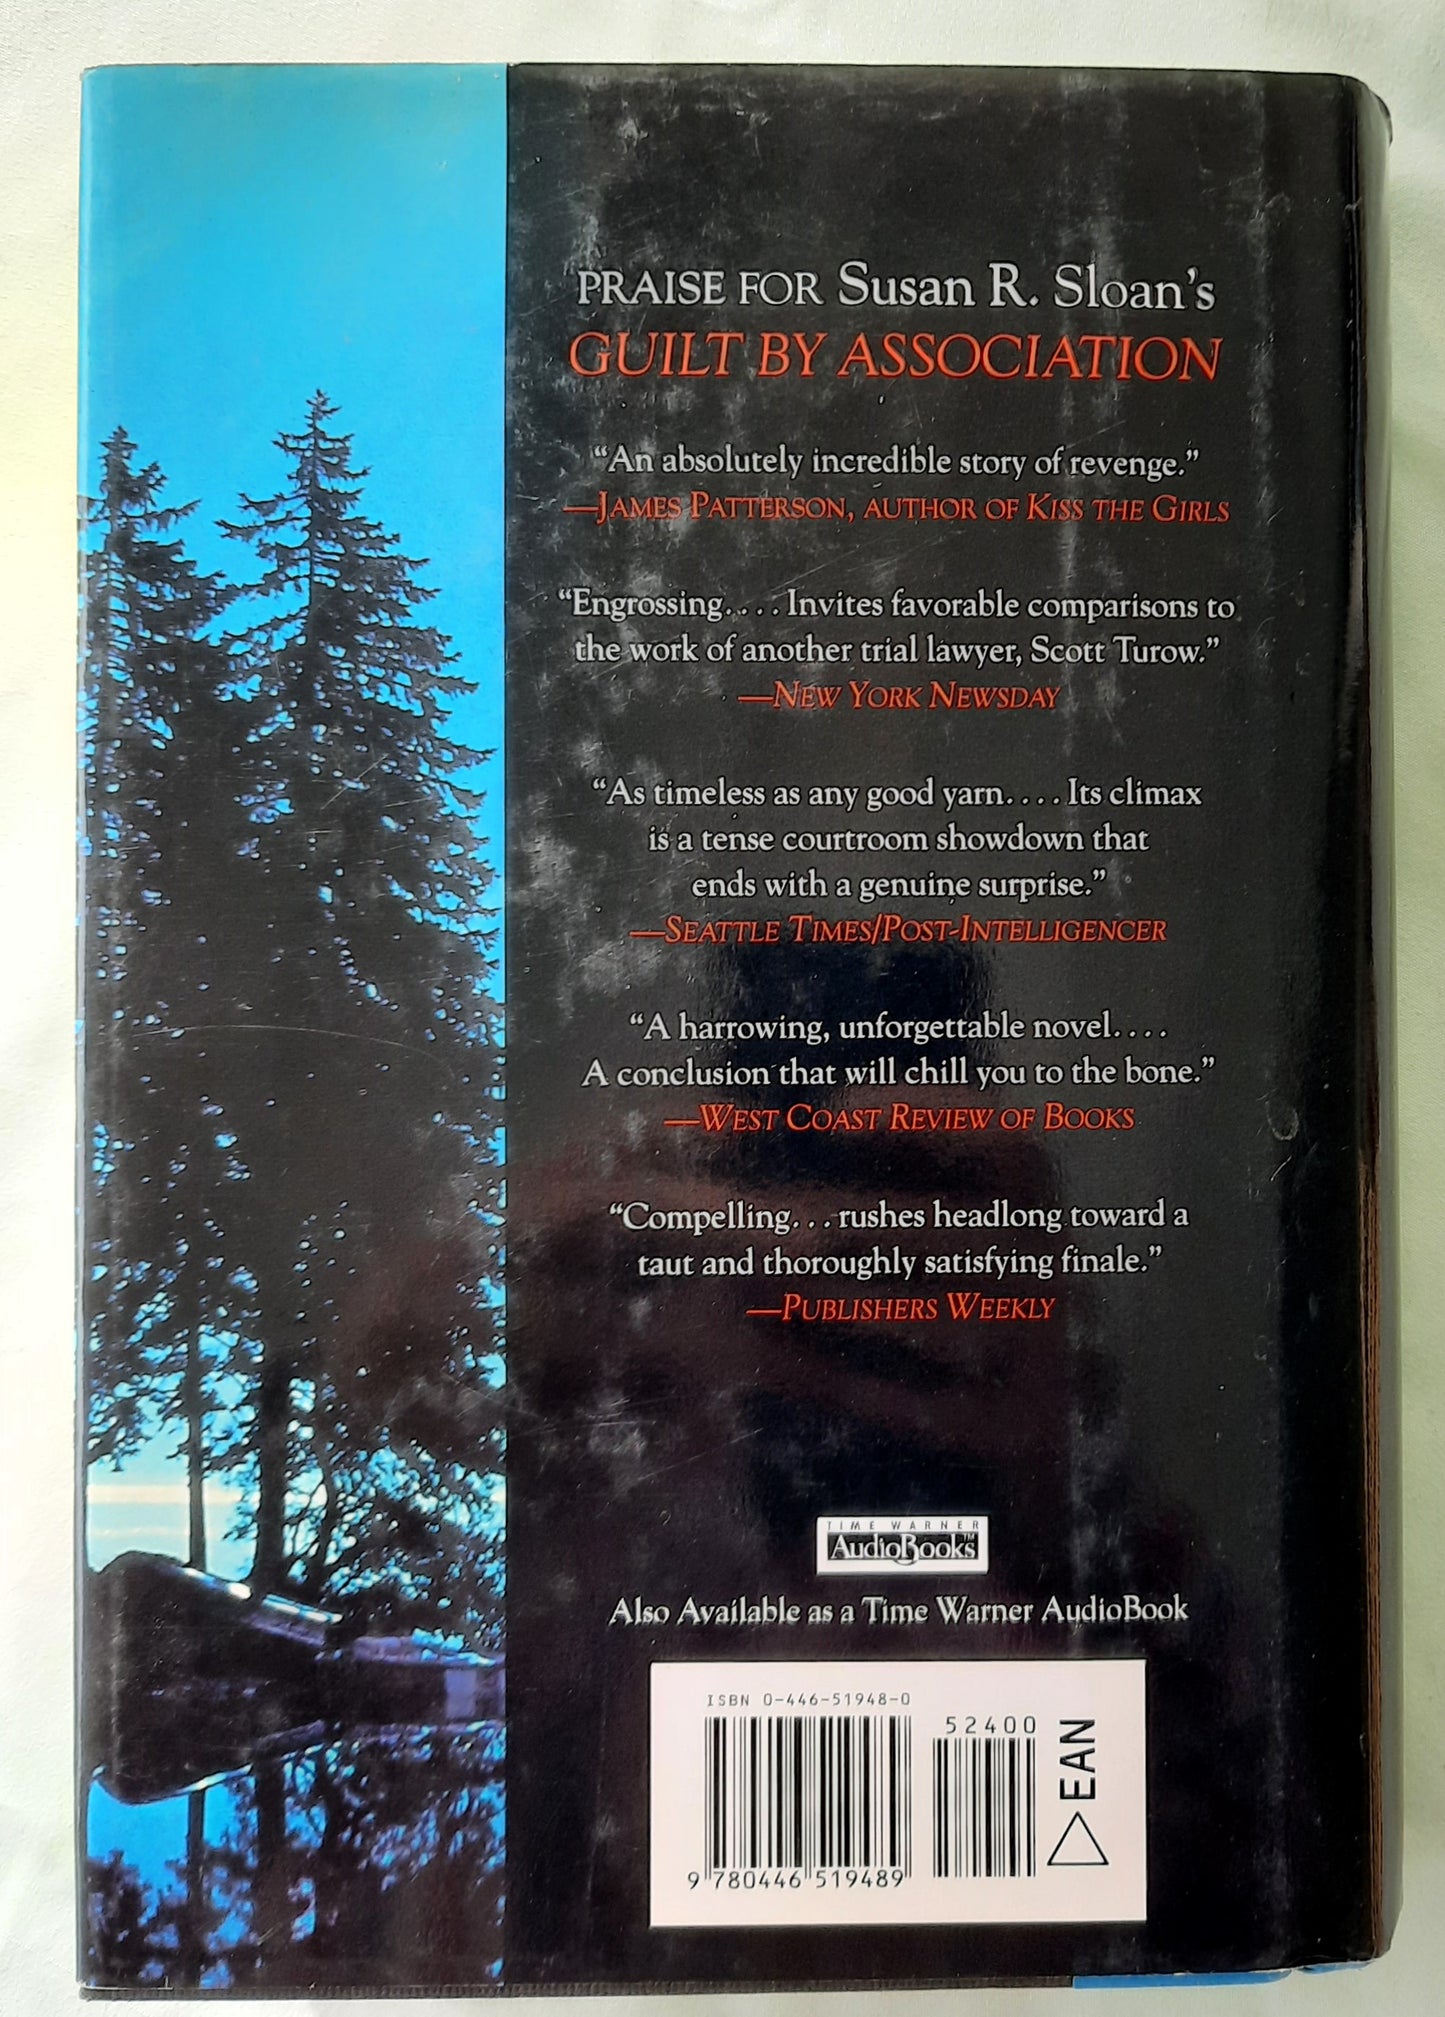 PRAISE FOR Susan R. Sloan's
GUILT BY ASSOCIATION
“An absolutely incredible story of revenge.”
—JAMES PATTERSON, AUTHOR OF KISS THE GIRLS
“Engrossing.... Invites favorable comparisons to
the work of another trial lawyer, Scott Turow.”
—NEW YORK NEWSDAY
“As timeless as any good yarn.... Its climax
is a tense courtroom showdown that
ends with a genuine surprise.”
—SEATTLE TIMES/POST-INTELLIGENCER
“A harrowing, unforgettable novel....
A conclusion that will chill you to the bone.”
—WEST COAST REVIEW OF BOOKS
“Compelling...rushes headlong toward a
taut and thoroughly satisfying finale.”
—PUBLISHERS WEEKLY
TIME WARNER
AudioBooks™
Also Available as a Time Warner AudioBook
ISBN 0-446-51948-0
52400
EAN
9 780446 519489